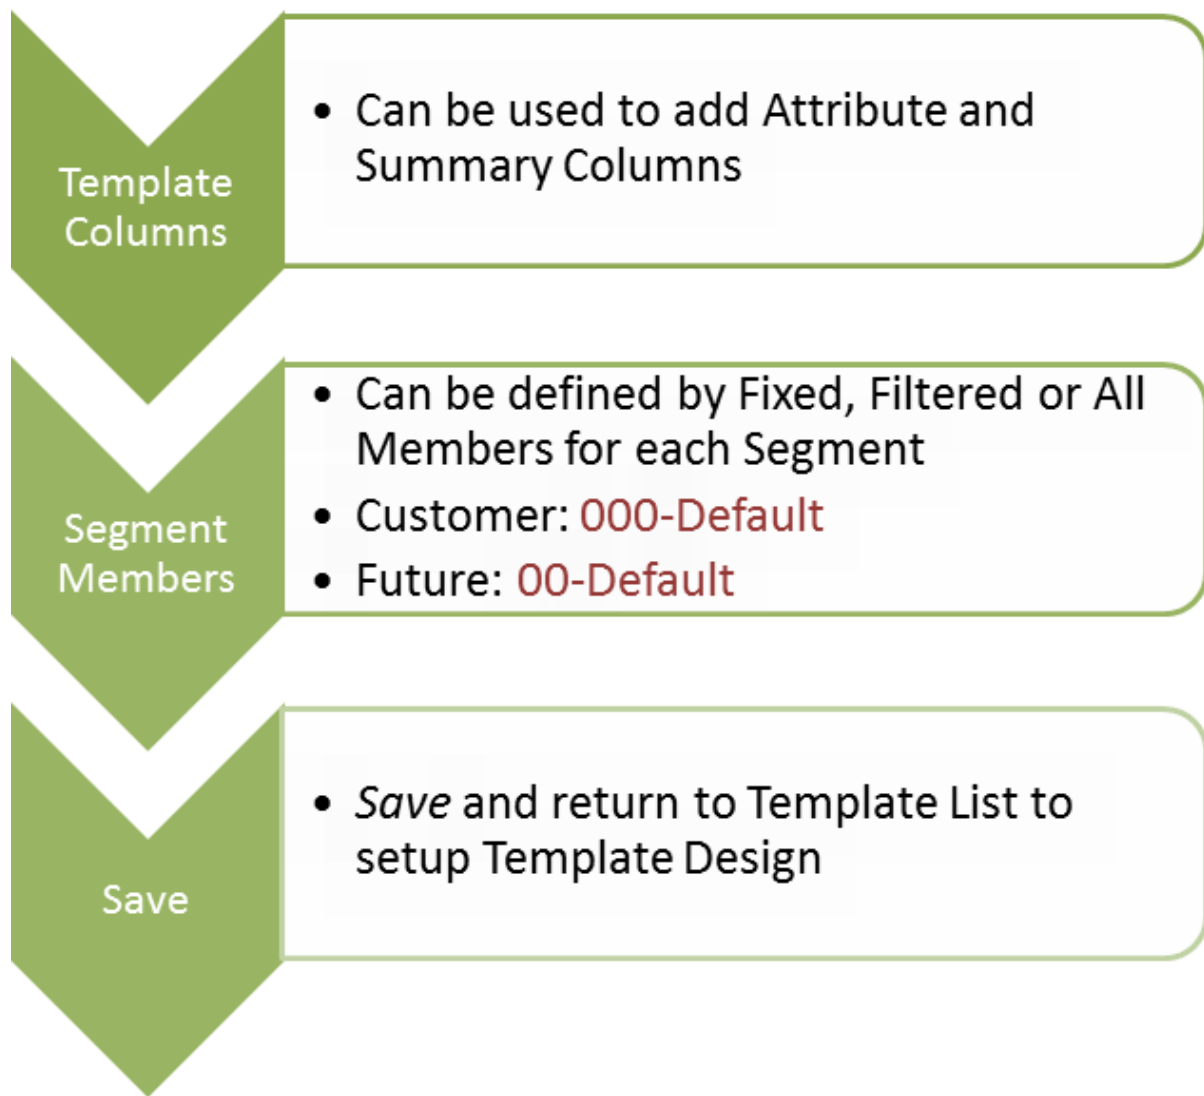 Template
Columns
• Can be used to add Attribute and
Summary Columns
Segment
Members
• Can be defined by Fixed, Filtered or All
Members for each Segment
• Customer: 000-Default
• Future: 00-Default
Save
• Save and return to Template List to
setup Template Design